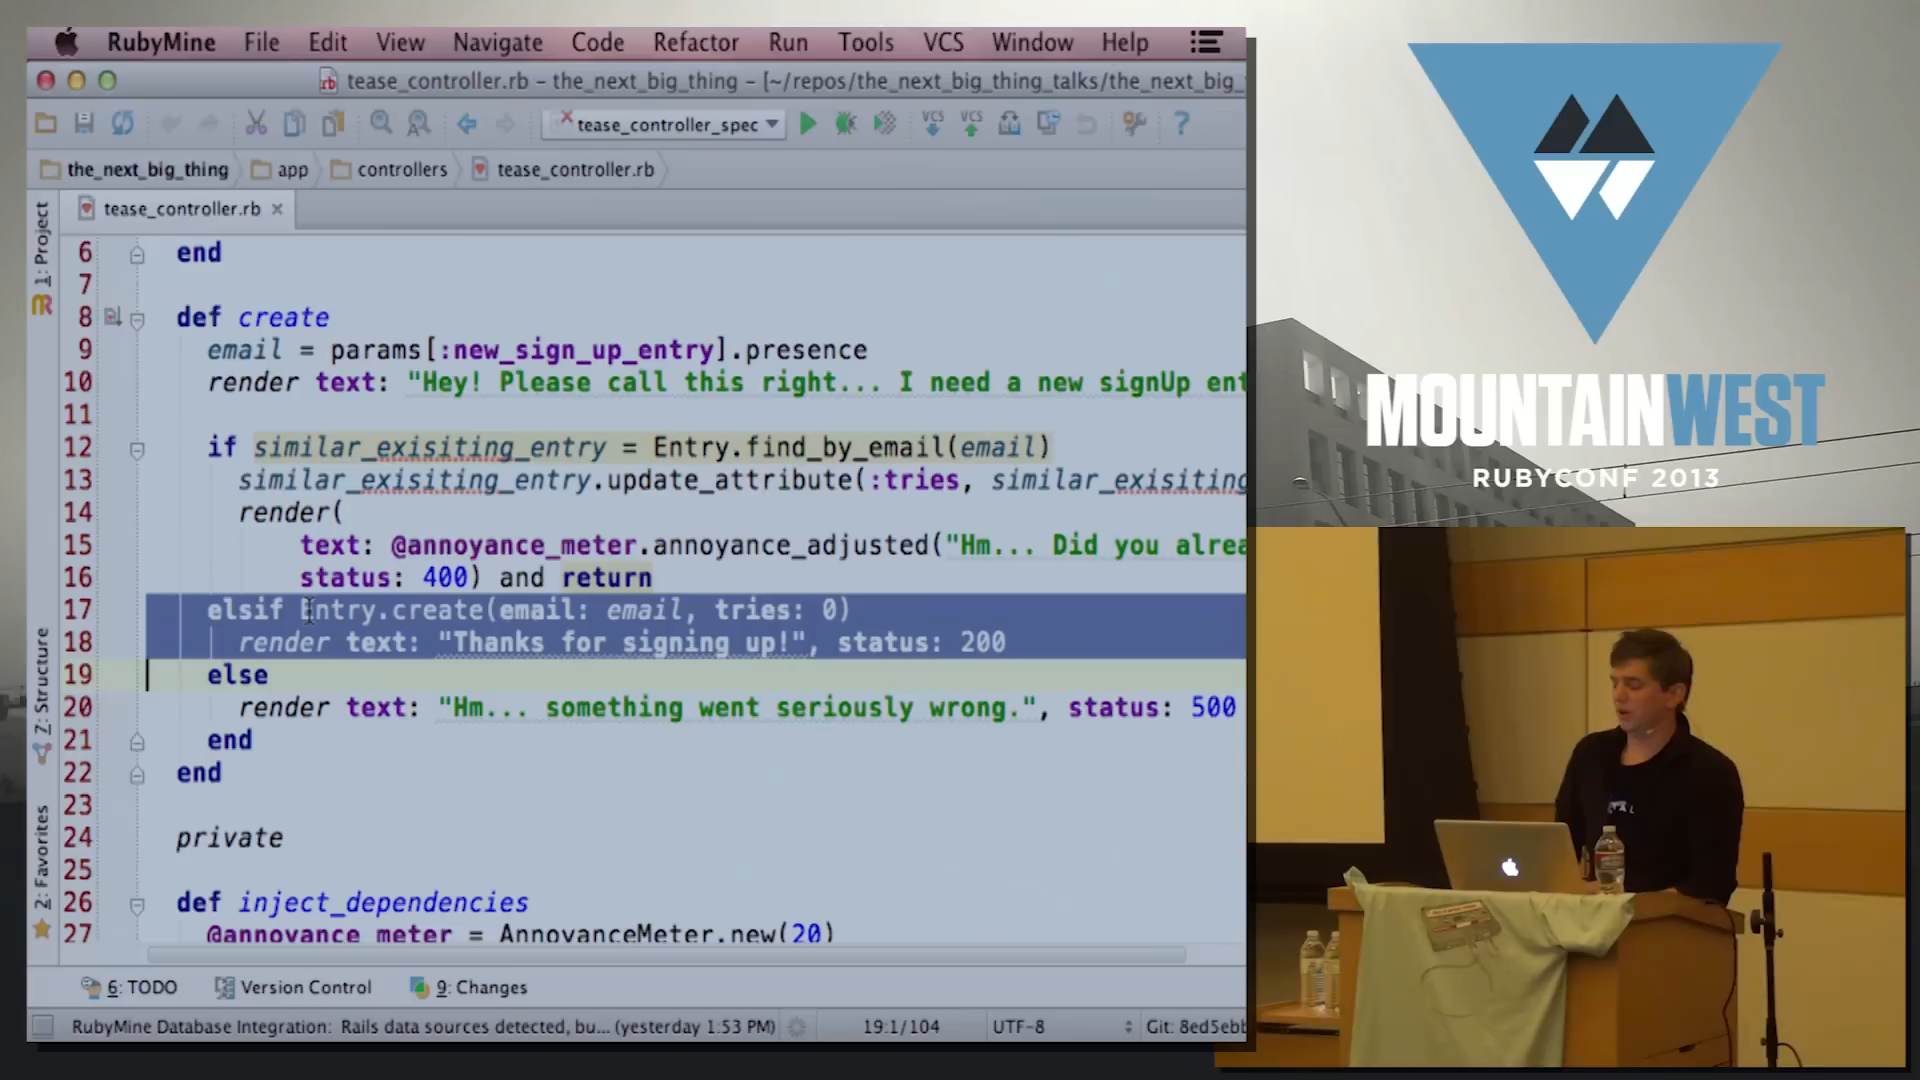 RubyMine File Edit View Navigate Code Refactor Run Tools VCS Window Help
tease_controller.rb – the_next_big_thing – [~/repos/the_next_big_thing_talks/the_next_big_
tease_controller_spec
VCS VCS
the_next_big_thing app controllers tease_controller.rb
tease_controller.rb
1: Project
Z: Structure
2: Favorites
6 end
7
8 def create
9 email = params[:new_sign_up_entry].presence
10 render text: "Hey! Please call this right... I need a new signUp ent
11
12 if similar_exisiting_entry = Entry.find_by_email(email)
13 similar_exisiting_entry.update_attribute(:tries, similar_exisiting
14 render(
15 text: @annoyance_meter.annoyance_adjusted("Hm... Did you alrea
16 status: 400) and return
17 elsif Entry.create(email: email, tries: 0)
18 render text: "Thanks for signing up!", status: 200
19 else
20 render text: "Hm... something went seriously wrong.", status: 500
21 end
22 end
23
24 private
25
26 def inject_dependencies
27 @annoyance_meter = AnnoyanceMeter.new(20)
6: TODO Version Control 9: Changes
RubyMine Database Integration: Rails data sources detected, bu... (yesterday 1:53 PM) 19:1/104 UTF-8 Git: 8ed5ebb
MOUNTAINWEST
RUBYCONF 2013